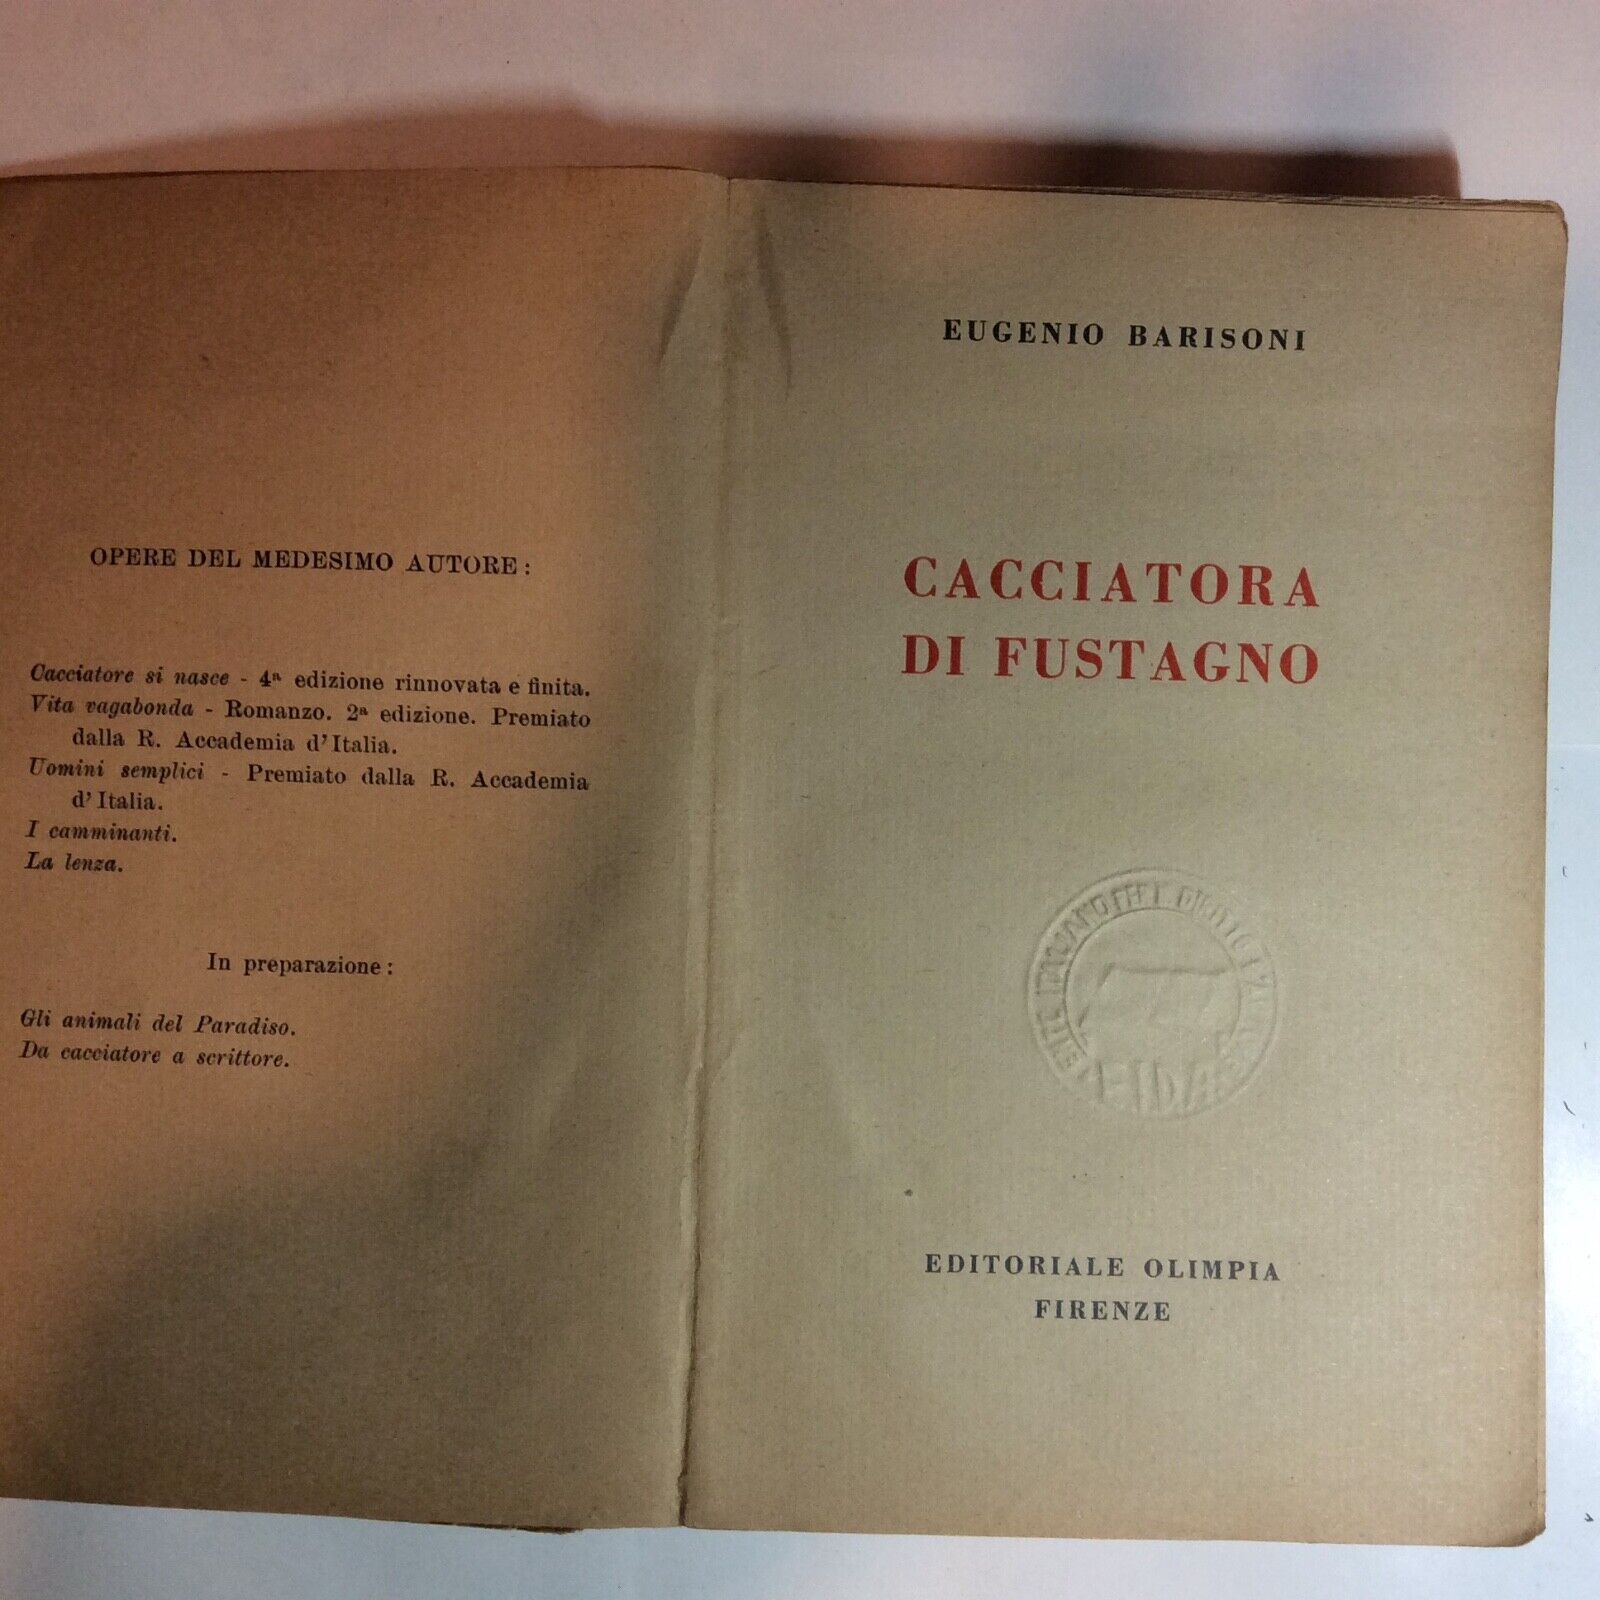 OPERE DEL MEDESIMO AUTORE:
Cacciatore si nasce - 4ª edizione rinnovata e finita.
Vita vagabonda - Romanzo. 2ª edizione. Premiato
dalla R. Accademia d'Italia.
Uomini semplici - Premiato dalla R. Accademia
d'Italia.
I camminanti.
La lenza.
In preparazione:
Gli animali del Paradiso.
Da cacciatore a scrittore.
EUGENIO BARISONI
CACCIATORA
DI FUSTAGNO
EIDA
EDITORIALE OLIMPIA
FIRENZE